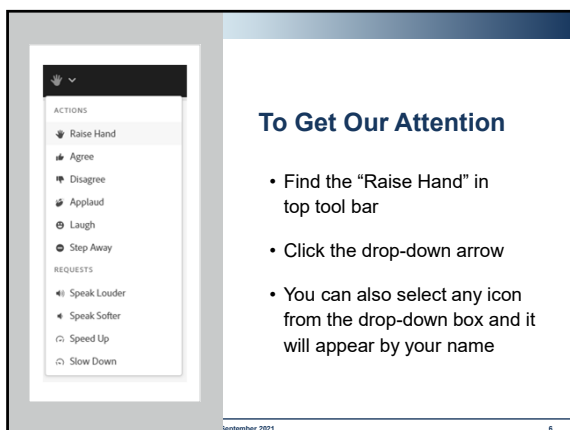 ACTIONS
Raise Hand
Agree
Disagree
Applaud
Laugh
Step Away
REQUESTS
Speak Louder
Speak Softer
Speed Up
Slow Down
To Get Our Attention
• Find the “Raise Hand” in
top tool bar
• Click the drop-down arrow
• You can also select any icon
from the drop-down box and it
will appear by your name
September 2021
6